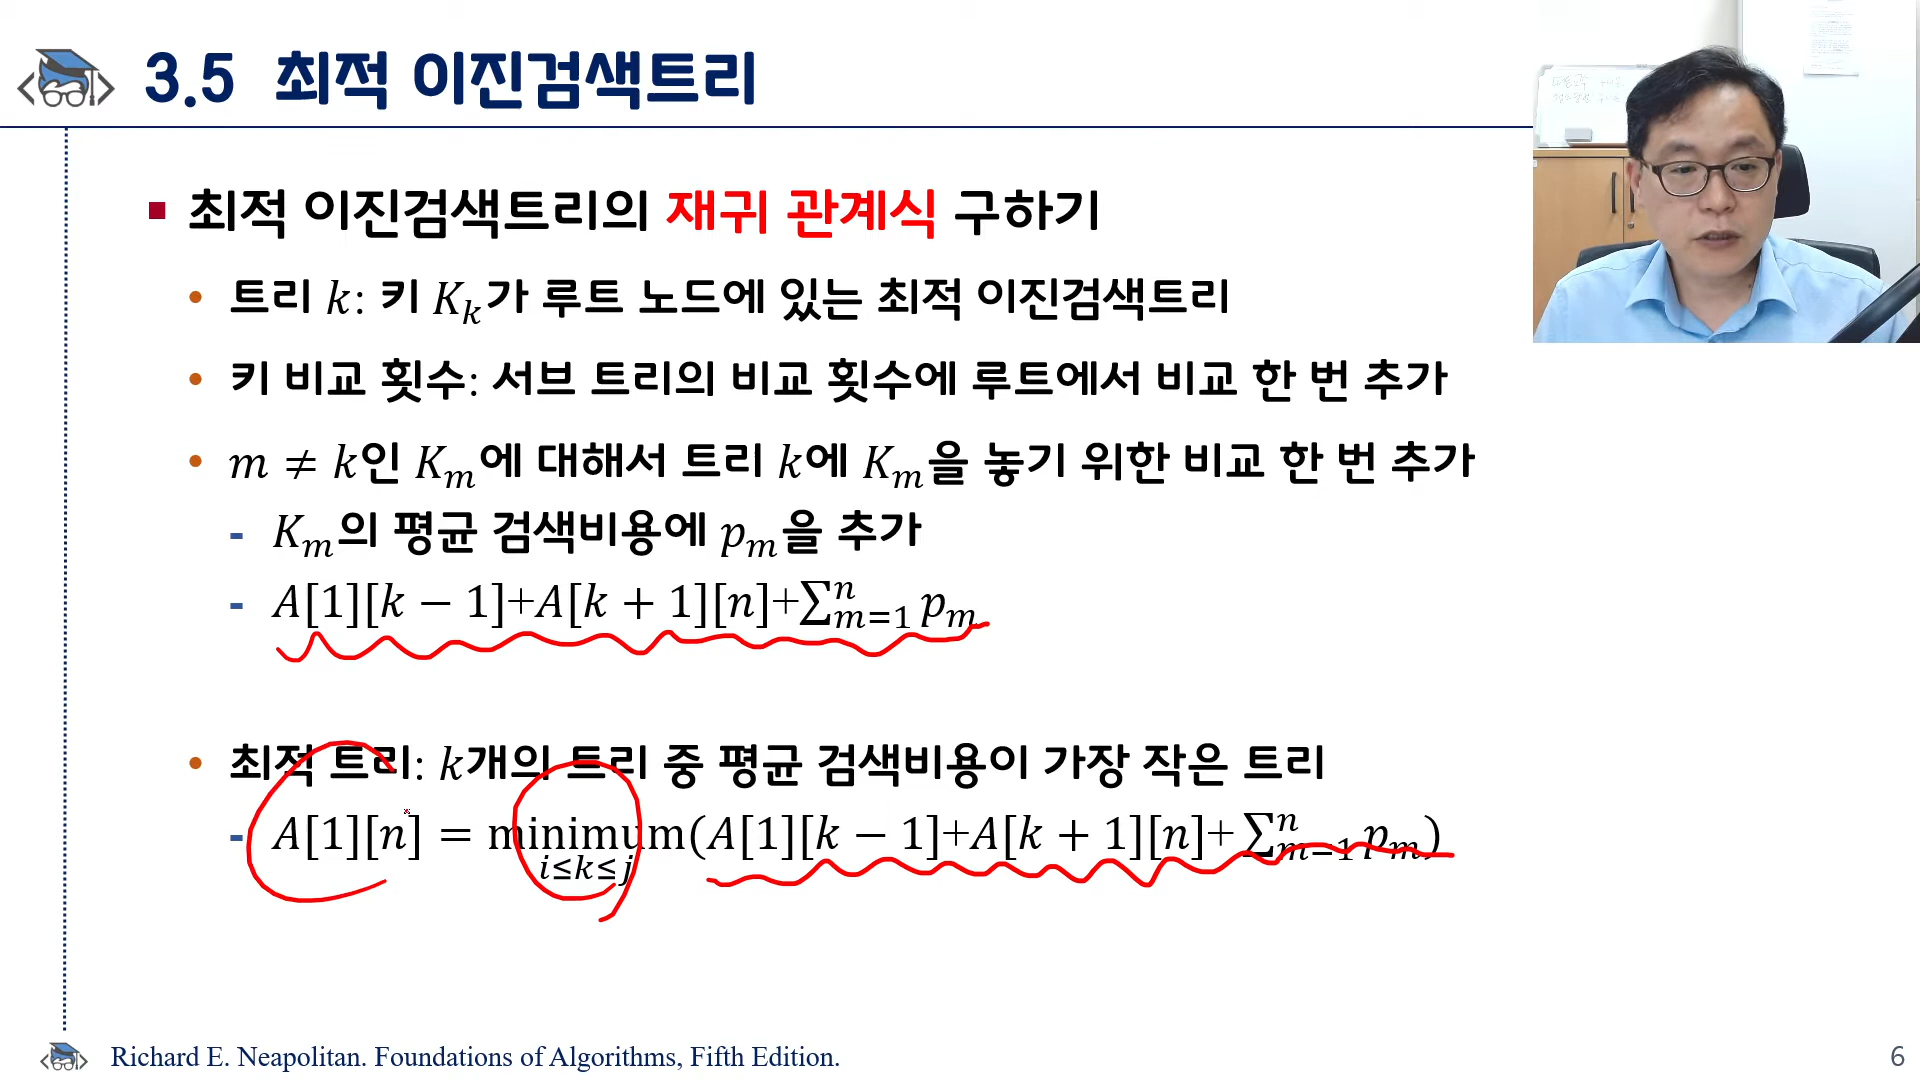 3.5 최적 이진검색트리
최적 이진검색트리의 재귀 관계식 구하기
트리 k: 키 K_k가 루트 노드에 있는 최적 이진검색트리
키 비교 횟수: 서브 트리의 비교 횟수에 루트에서 비교 한 번 추가
m ≠ k인 K_m에 대해서 트리 k에 K_m을 놓기 위한 비교 한 번 추가
- K_m의 평균 검색비용에 p_m을 추가
- A[1][k − 1]+A[k + 1][n]+∑_{m=1}^{n} p_m
최적 트리: k개의 트리 중 평균 검색비용이 가장 작은 트리
- A[1][n] = minimum(A[1][k − 1]+A[k + 1][n]+∑_{m=1}^{n} p_m)
i≤k≤j
Richard E. Neapolitan. Foundations of Algorithms, Fifth Edition.
6